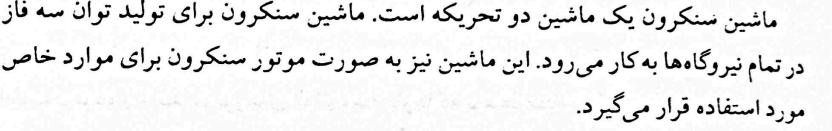 ماشین سنکرون یک ماشین دو تحریکه است. ماشین سنکرون برای تولید توان سه فاز
در تمام نیروگاه‌ها به کار می‌رود. این ماشین نیز به صورت موتور سنکرون برای موارد خاص
مورد استفاده قرار می‌گیرد.